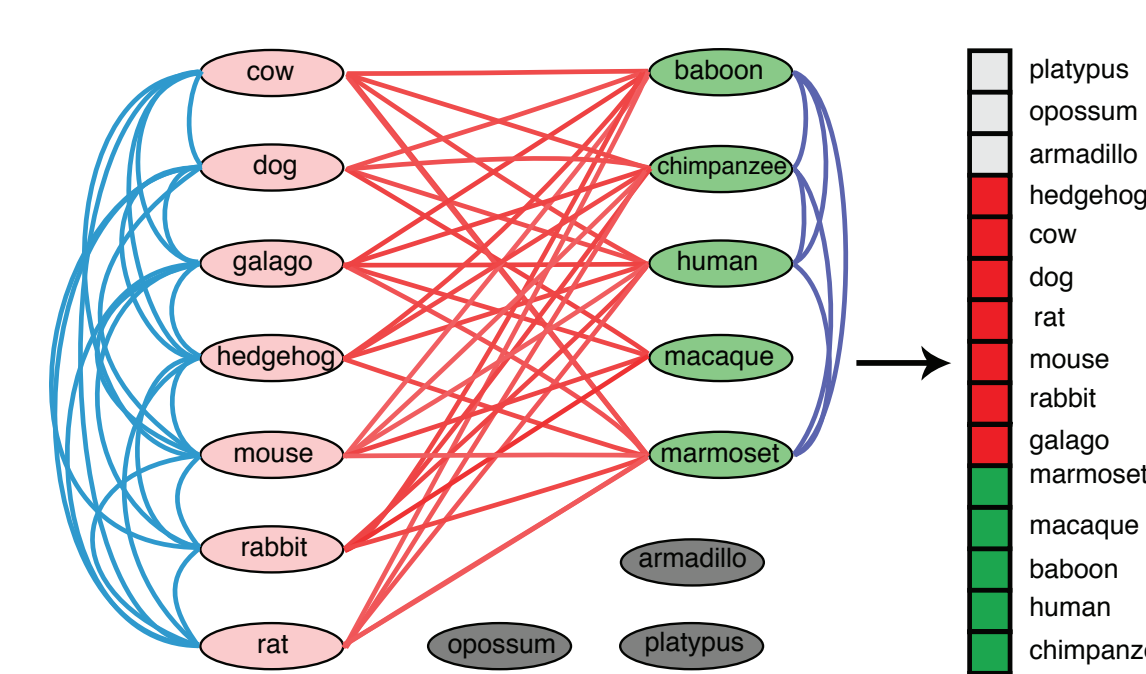 cow
dog
galago
hedgehog
mouse
rabbit
rat
baboon
chimpanzee
human
macaque
marmoset
armadillo
opossum
platypus
platypus
opossum
armadillo
hedgehog
cow
dog
rat
mouse
rabbit
galago
marmoset
macaque
baboon
human
chimpanz